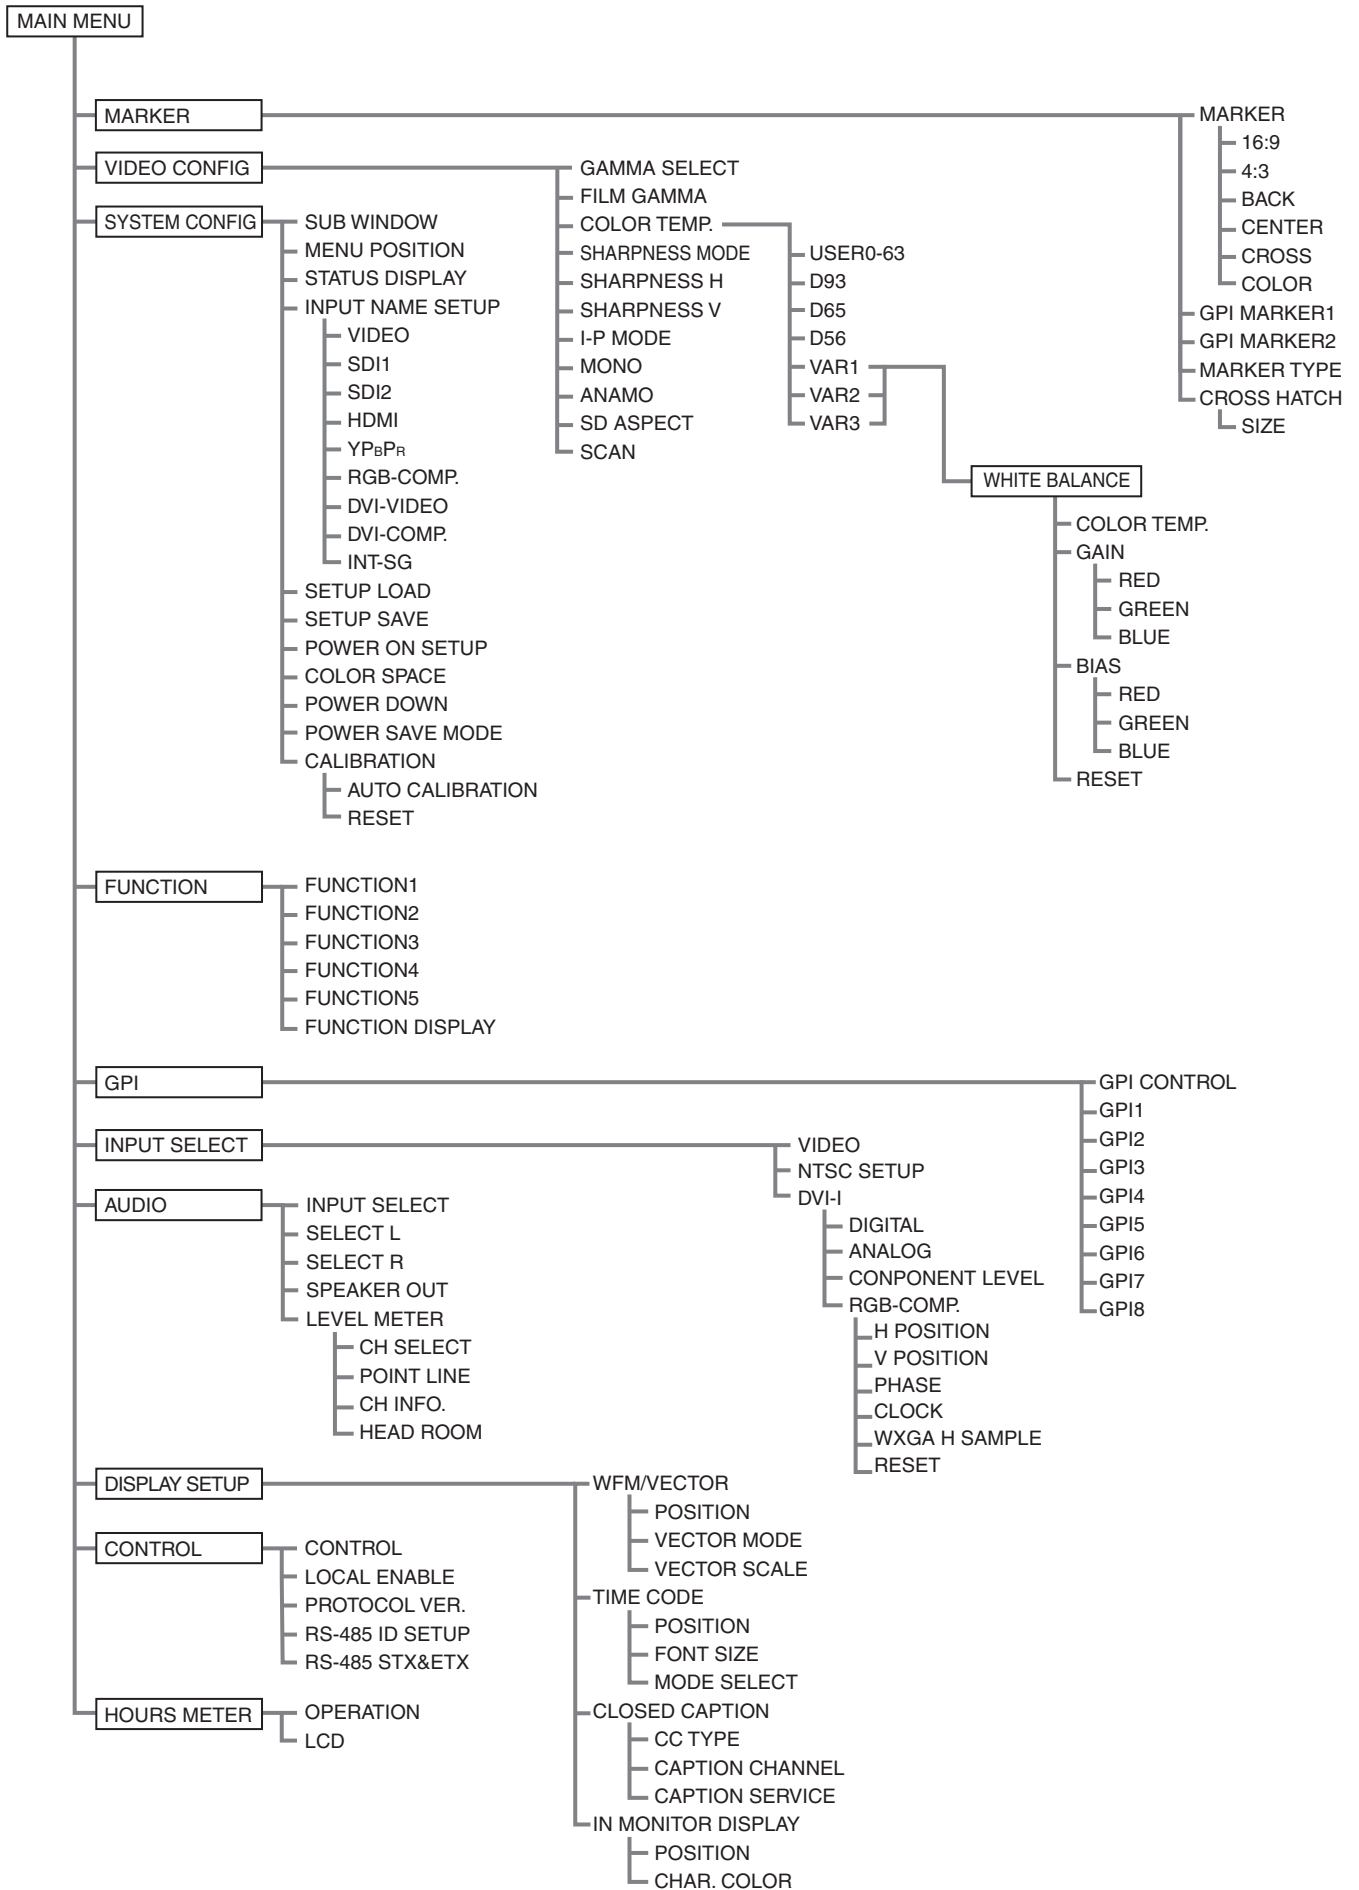 MAIN MENU
MARKER
MARKER
16:9
4:3
BACK
CENTER
CROSS
COLOR
GPI MARKER1
GPI MARKER2
MARKER TYPE
CROSS HATCH
SIZE
VIDEO CONFIG
GAMMA SELECT
FILM GAMMA
COLOR TEMP.
USER0-63
D93
D65
D56
VAR1
VAR2
VAR3
WHITE BALANCE
COLOR TEMP.
GAIN
RED
GREEN
BLUE
BIAS
RED
GREEN
BLUE
RESET
SHARPNESS MODE
SHARPNESS H
SHARPNESS V
I-P MODE
MONO
ANAMO
SD ASPECT
SCAN
SYSTEM CONFIG
SUB WINDOW
MENU POSITION
STATUS DISPLAY
INPUT NAME SETUP
VIDEO
SDI1
SDI2
HDMI
YPBPR
RGB-COMP.
DVI-VIDEO
DVI-COMP.
INT-SG
SETUP LOAD
SETUP SAVE
POWER ON SETUP
COLOR SPACE
POWER DOWN
POWER SAVE MODE
CALIBRATION
AUTO CALIBRATION
RESET
FUNCTION
FUNCTION1
FUNCTION2
FUNCTION3
FUNCTION4
FUNCTION5
FUNCTION DISPLAY
GPI
GPI CONTROL
GPI1
GPI2
GPI3
GPI4
GPI5
GPI6
GPI7
GPI8
INPUT SELECT
VIDEO
NTSC SETUP
DVI-I
DIGITAL
ANALOG
CONPONENT LEVEL
RGB-COMP.
H POSITION
V POSITION
PHASE
CLOCK
WXGA H SAMPLE
RESET
AUDIO
INPUT SELECT
SELECT L
SELECT R
SPEAKER OUT
LEVEL METER
CH SELECT
POINT LINE
CH INFO.
HEAD ROOM
DISPLAY SETUP
WFM/VECTOR
POSITION
VECTOR MODE
VECTOR SCALE
TIME CODE
POSITION
FONT SIZE
MODE SELECT
CLOSED CAPTION
CC TYPE
CAPTION CHANNEL
CAPTION SERVICE
IN MONITOR DISPLAY
POSITION
CHAR. COLOR
CONTROL
CONTROL
LOCAL ENABLE
PROTOCOL VER.
RS-485 ID SETUP
RS-485 STX&ETX
HOURS METER
OPERATION
LCD